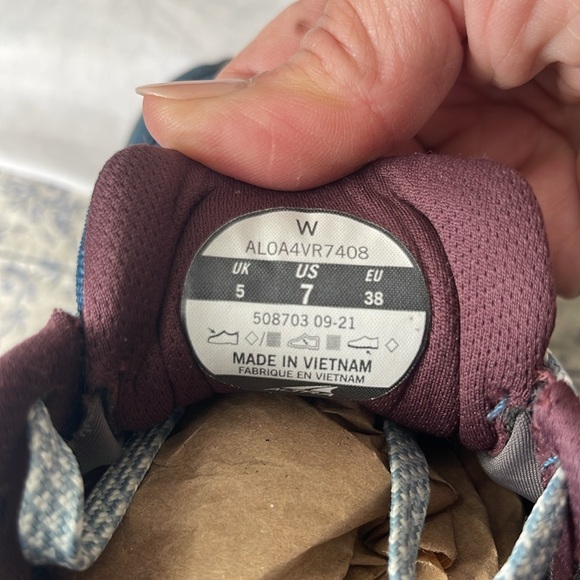 W
AL0A4VR7408
UK US EU
5 7 38
508703 09-21
MADE IN VIETNAM
FABRIQUE EN VIETNAM